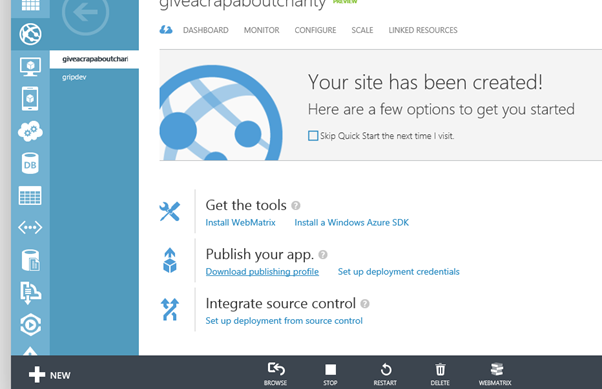 giveacrapaboutcharity PREVIEW
DASHBOARD MONITOR CONFIGURE SCALE LINKED RESOURCES
giveacrapaboutcharit
gripdev
Your site has been created!
Here are a few options to get you started
Skip Quick Start the next time I visit.
DB
Get the tools ?
Install WebMatrix Install a Windows Azure SDK
Publish your app. ?
Download publishing profile Set up deployment credentials
Integrate source control ?
Set up deployment from source control
NEW
BROWSE STOP RESTART DELETE WEBMATRIX